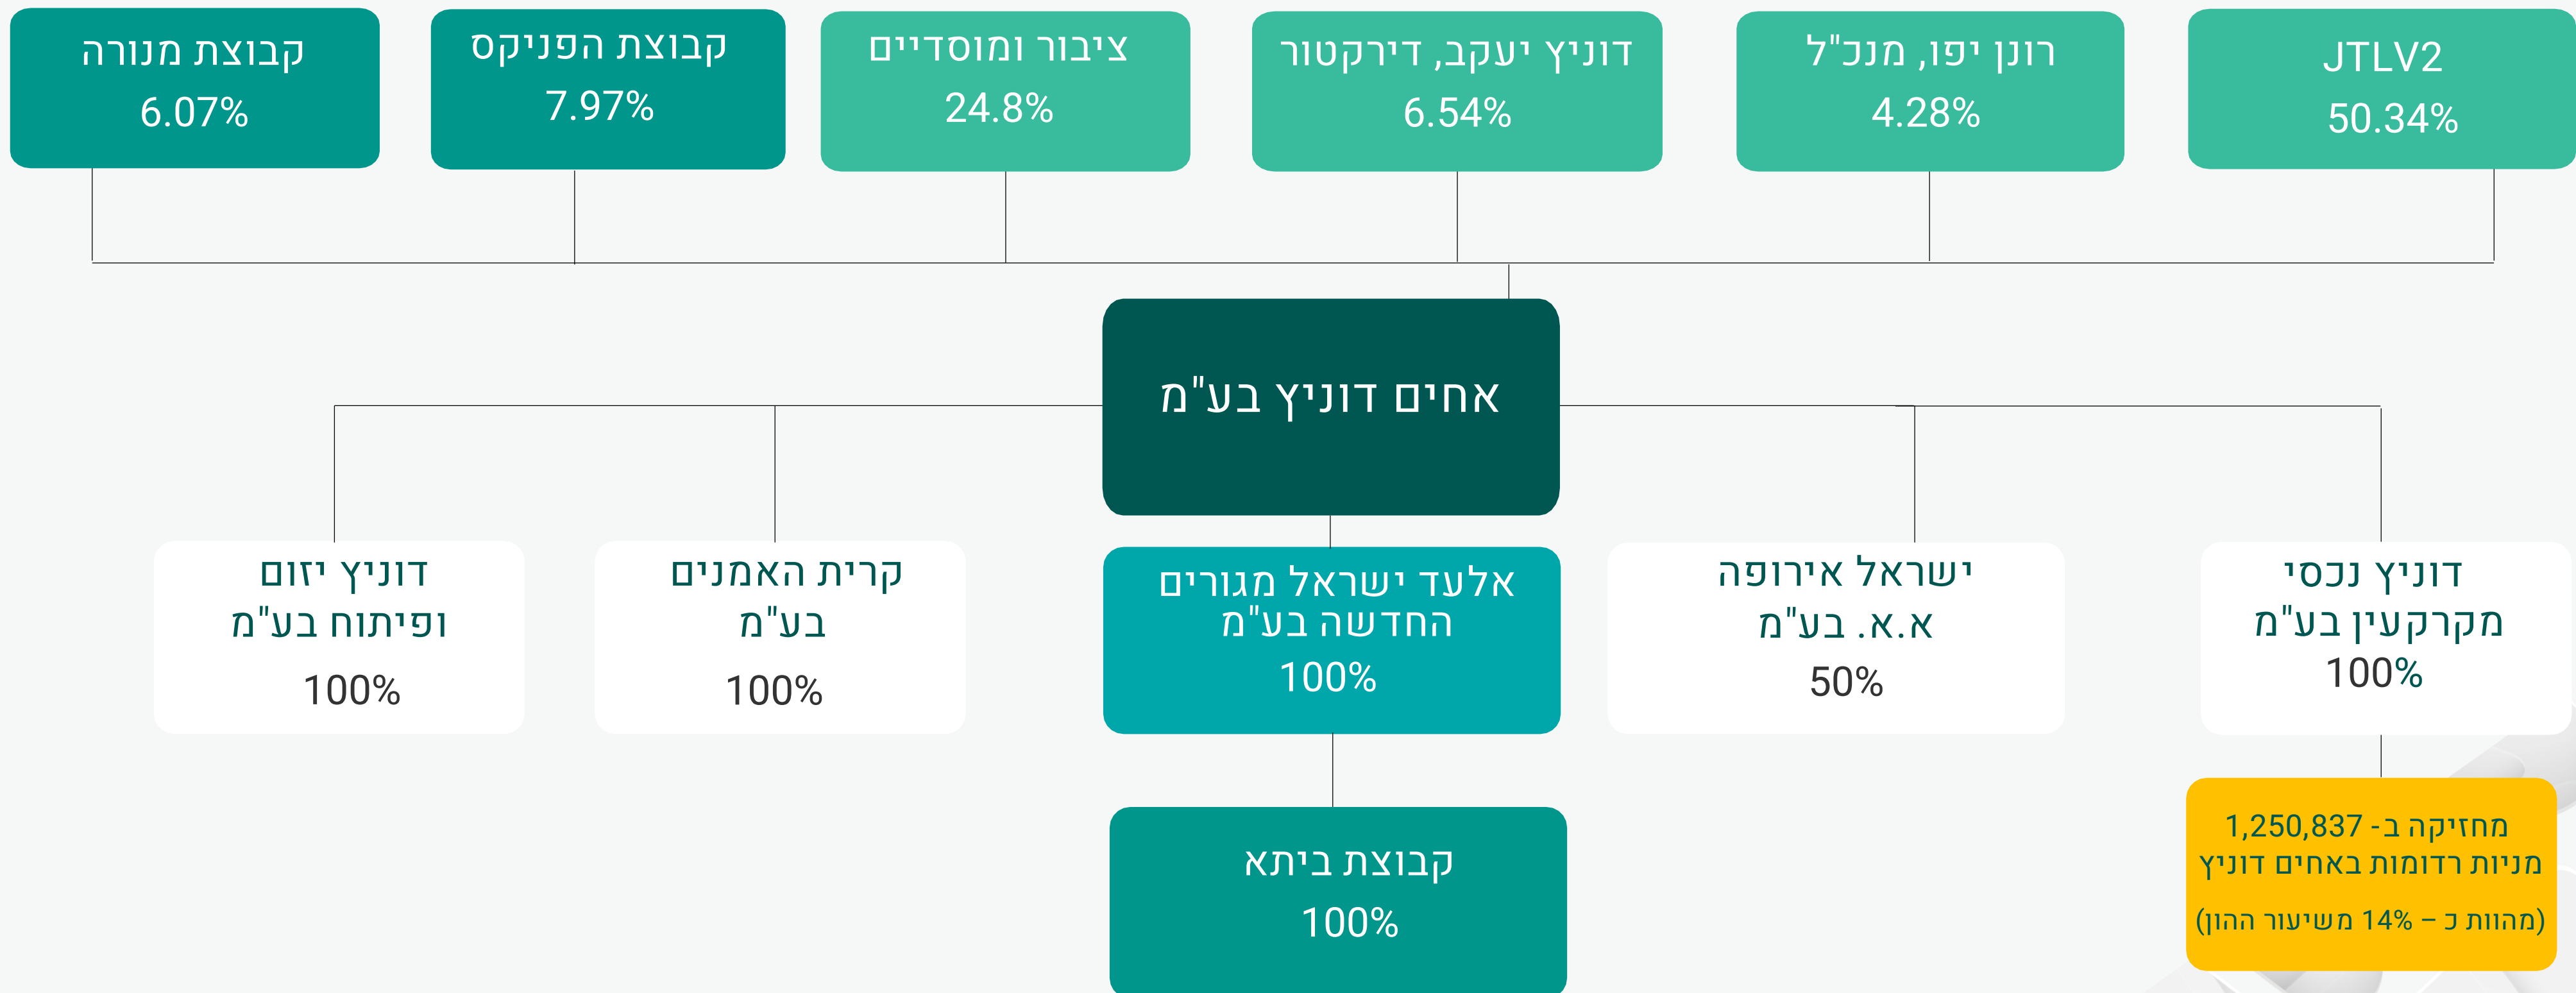 JTLV2
50.34%
רונן יפו, מנכ"ל
4.28%
דוניץ יעקב, דירקטור
6.54%
ציבור ומוסדיים
24.8%
קבוצת הפניקס
7.97%
קבוצת מנורה
6.07%
אחים דוניץ בע"מ
דוניץ נכסי
מקרקעין בע"מ
100%
ישראל אירופה
א.א. בע"מ
50%
אלעד ישראל מגורים
החדשה בע"מ
100%
קרית האמנים
בע"מ
100%
דוניץ יזום
ופיתוח בע"מ
100%
מחזיקה ב- 1,250,837
מניות רדומות באחים דוניץ
(מהוות כ – 14% משיעור ההון)
קבוצת ביתא
100%